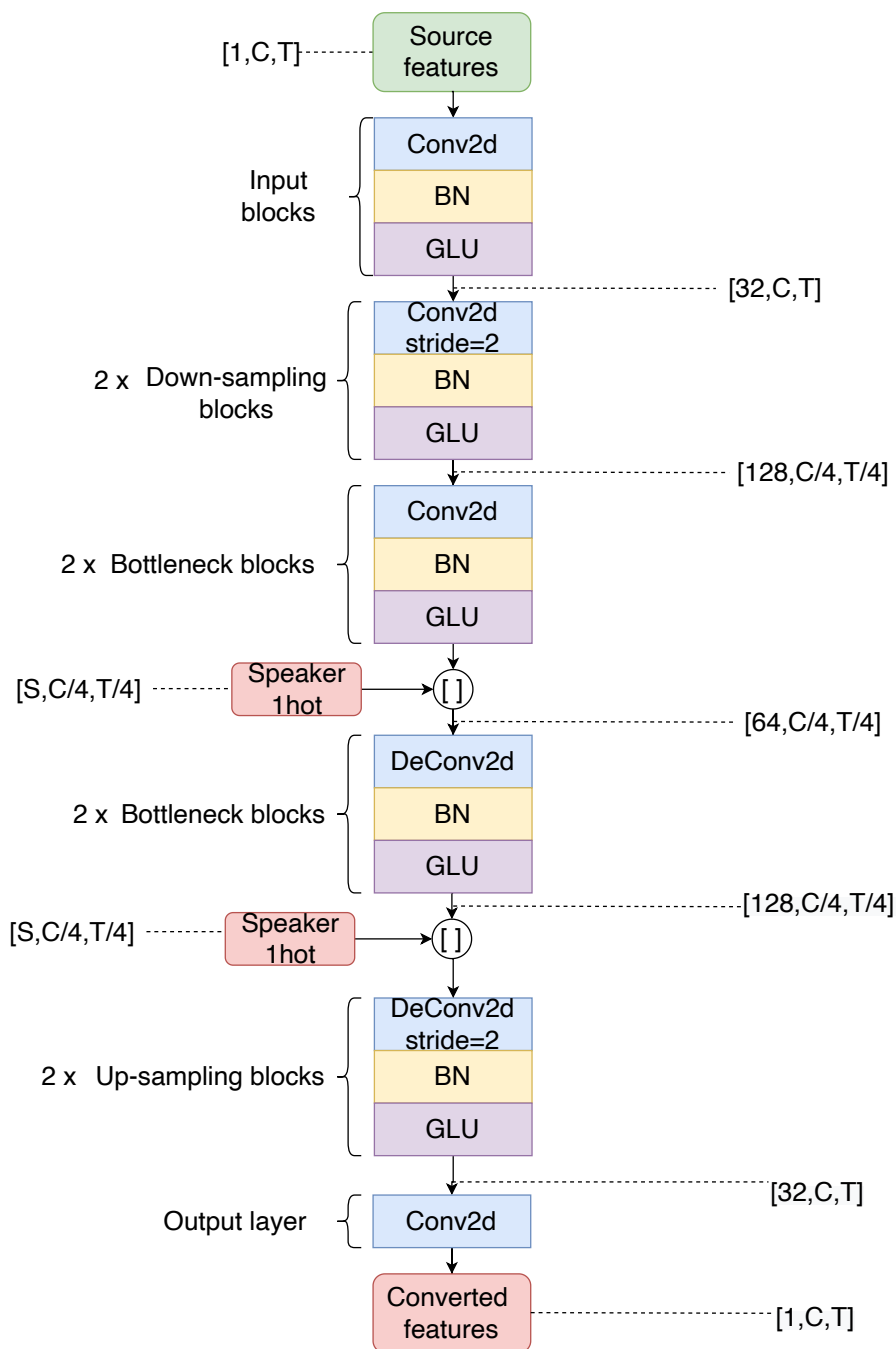 [1,C,T]
Source
features
Input
blocks
Conv2d
BN
GLU
[32,C,T]
2 x Down-sampling
blocks
Conv2d
stride=2
BN
GLU
[128,C/4,T/4]
2 x Bottleneck blocks
Conv2d
BN
GLU
[S,C/4,T/4]
Speaker
1hot
[ ]
[64,C/4,T/4]
2 x Bottleneck blocks
DeConv2d
BN
GLU
[128,C/4,T/4]
[S,C/4,T/4]
Speaker
1hot
[ ]
2 x Up-sampling blocks
DeConv2d
stride=2
BN
GLU
[32,C,T]
Output layer
Conv2d
Converted
features
[1,C,T]